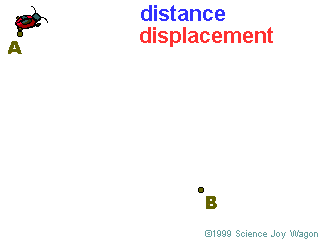 distance
displacement
A
B
©1999 Science Joy Wagon